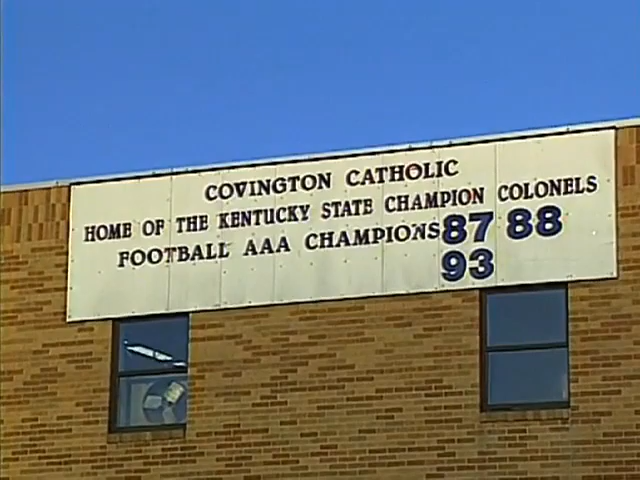 COVINGTON CATHOLIC
HOME OF THE KENTUCKY STATE CHAMPION COLONELS
FOOTBALL AAA CHAMPIONS 87 88
93